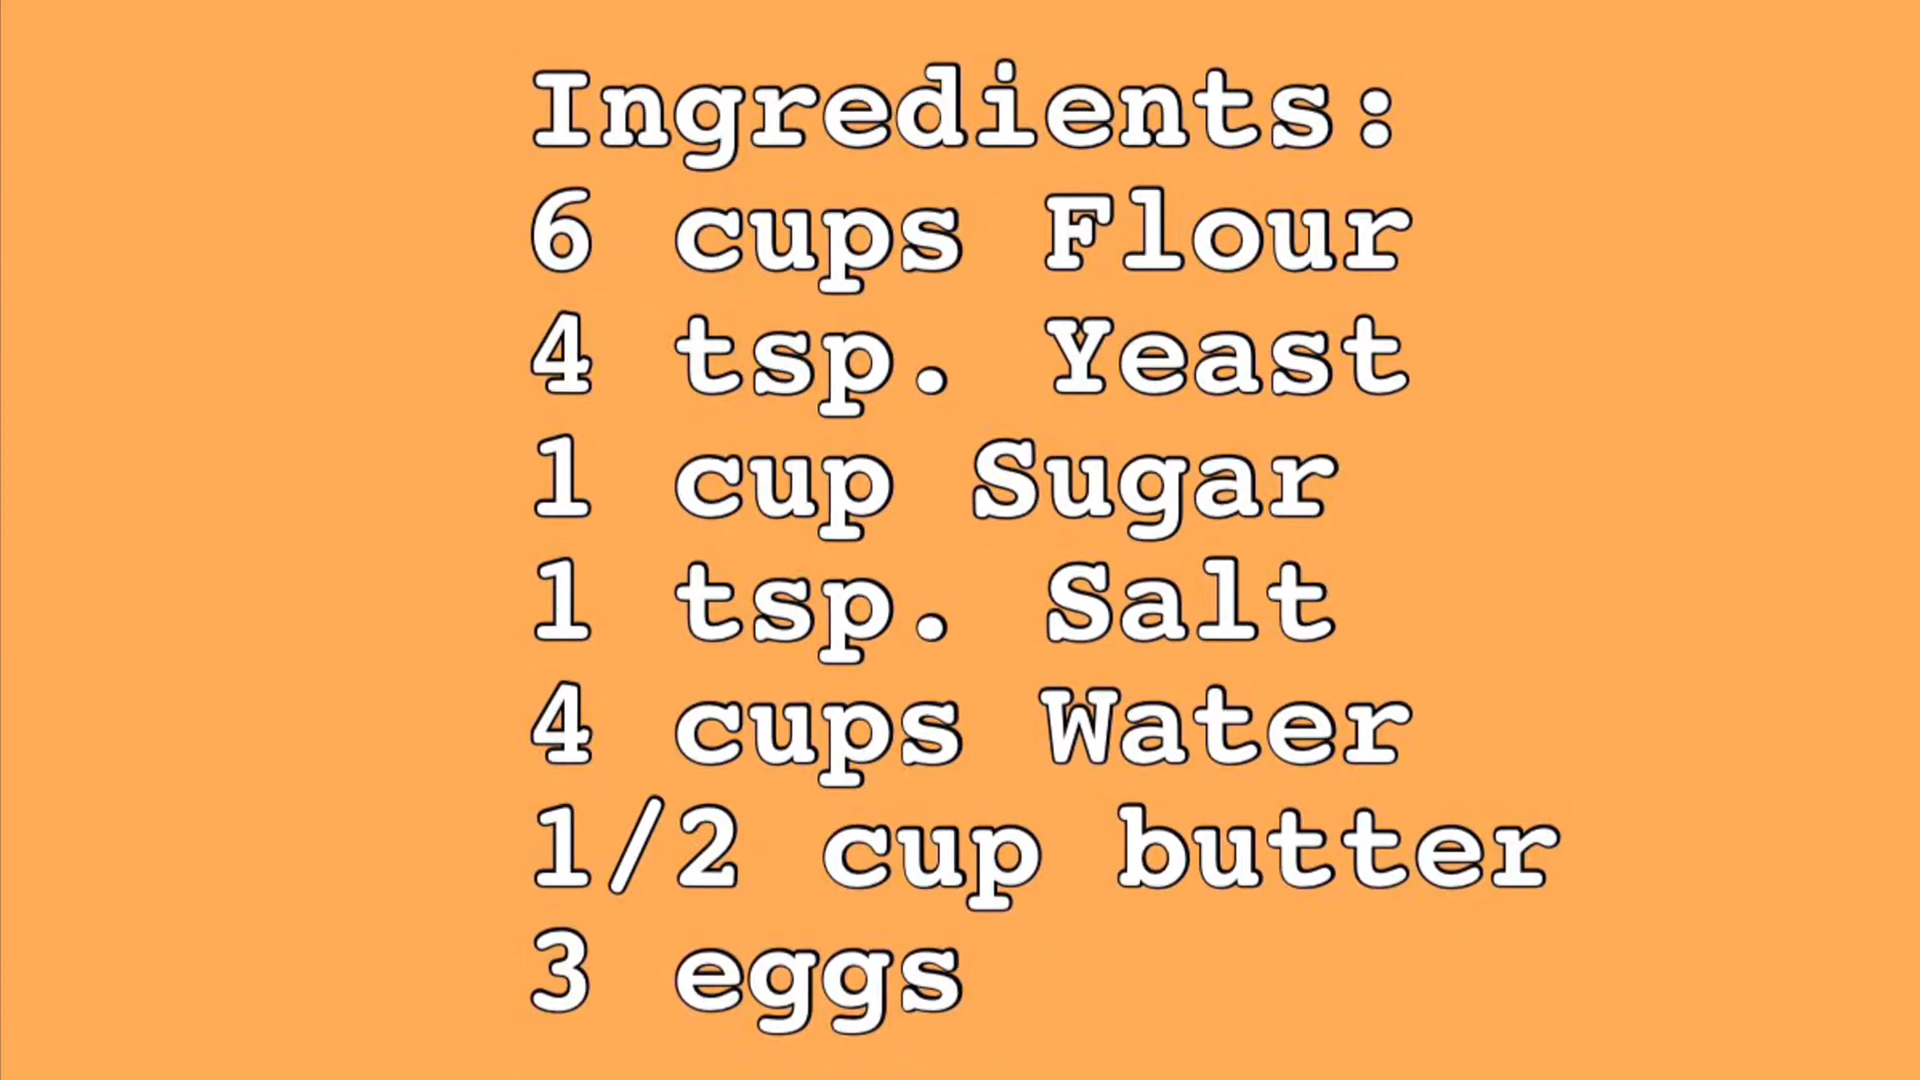 Ingredients:
6 cups Flour
4 tsp. Yeast
1 cup Sugar
1 tsp. Salt
4 cups Water
1/2 cup butter
3 eggs